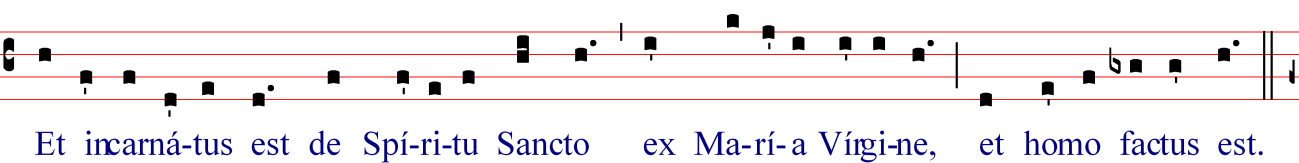 Et incarná-tus est de Spí-ri-tu Sancto ex Ma-rí-a Vírgi-ne, et homo factus est.